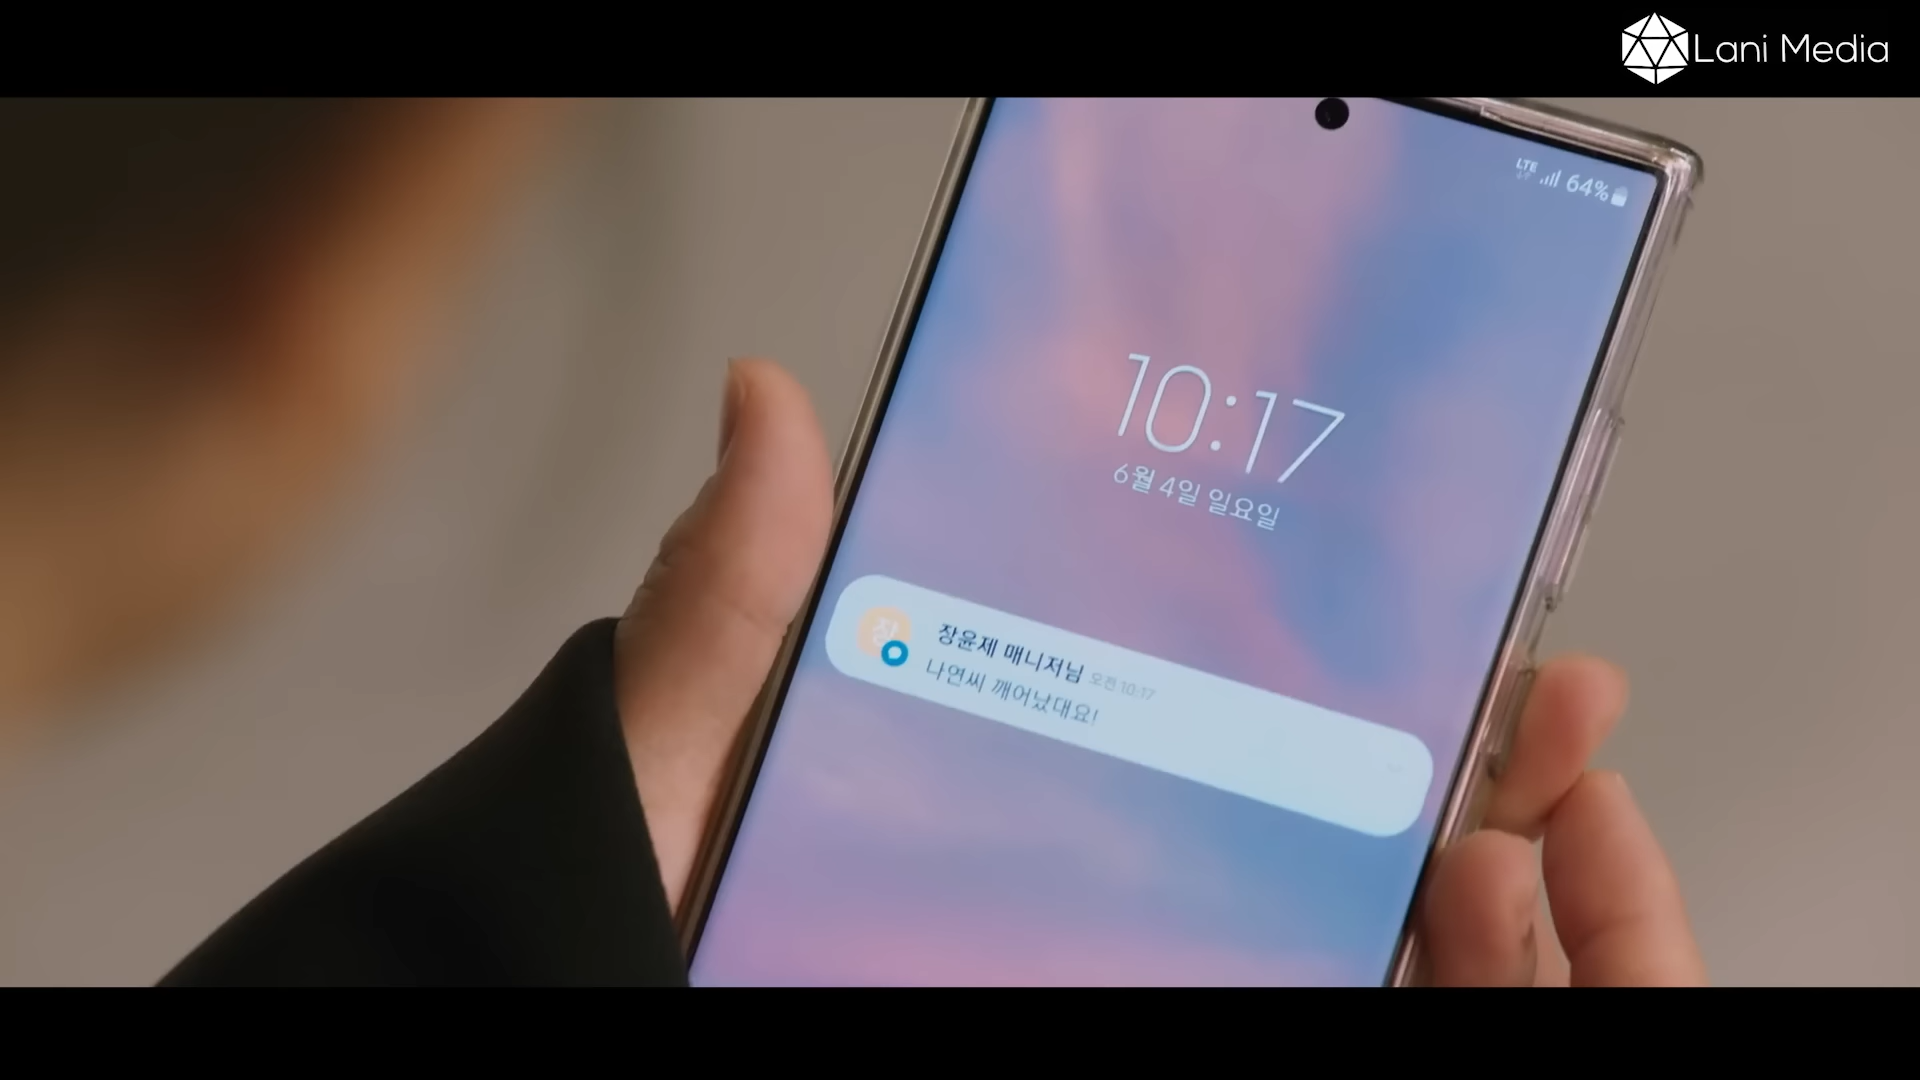 Lani Media
LTE 64%
10:17
6월 4일 일요일
장
장윤제 매니저님 오전 10:17
나연씨 깨어났대요!